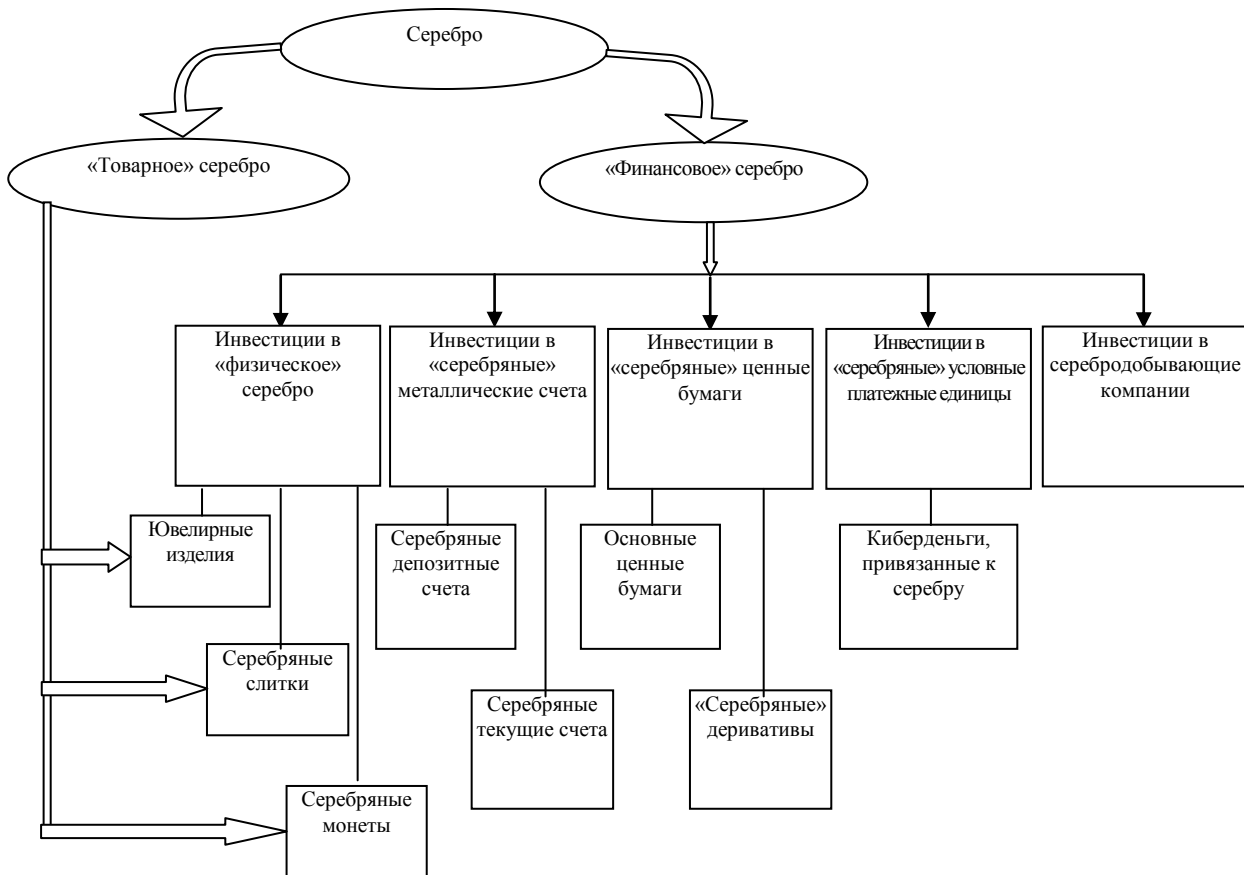 Серебро
«Товарное» серебро
«Финансовое» серебро
Инвестиции в
«физическое»
серебро
Инвестиции в
«серебряные»
металлические счета
Инвестиции в
«серебряные» ценные
бумаги
Инвестиции в
«серебряные» условные
платежные единицы
Инвестиции в
серебродобывающие
компании
Ювелирные
изделия
Серебряные
депозитные
счета
Основные
ценные
бумаги
Киберденьги,
привязанные к
серебру
Серебряные
слитки
Серебряные
текущие счета
«Серебряные»
деривативы
Серебряные
монеты